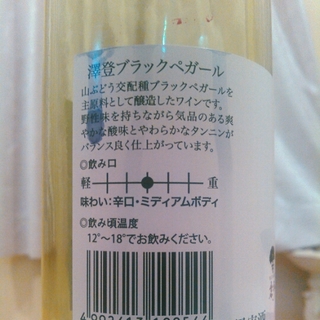 澤登ブラックペガール
山ぶどう交配種ブラックペガールを
主原料として醸造したワインです。
野性味を持ちながら気品のある爽
やかな酸味とやわらかなタンニンが
バランス良く仕上がっています。
◎飲み口
軽 重
味わい:辛口・ミディアムボディ
◎飲み頃温度
12°〜18°でお飲みください。